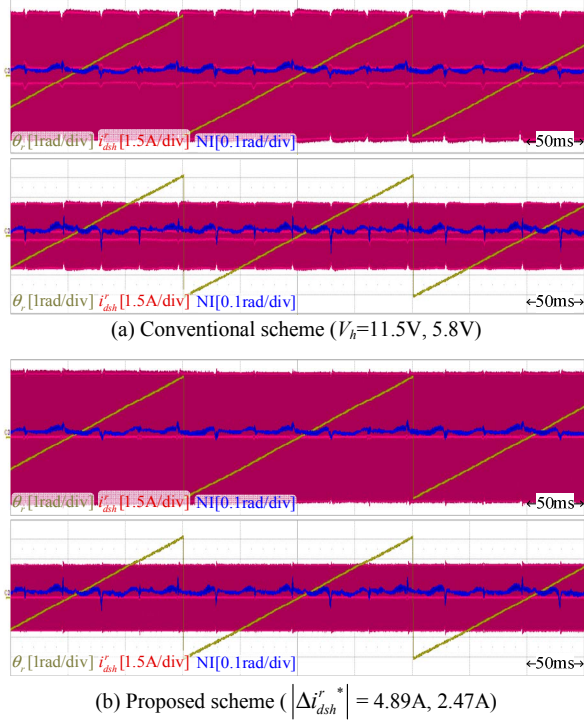 θr [1rad/div] i^r_dsh [1.5A/div] NI[0.1rad/div] 50ms
θr [1rad/div] i^r_dsh [1.5A/div] NI[0.1rad/div] 50ms
(a) Conventional scheme (Vh=11.5V, 5.8V)
θr [1rad/div] i^r_dsh [1.5A/div] NI[0.1rad/div] 50ms
θr [1rad/div] i^r_dsh [1.5A/div] NI[0.1rad/div] 50ms
(b) Proposed scheme ( |Δi^r_dsh*| = 4.89A, 2.47A)